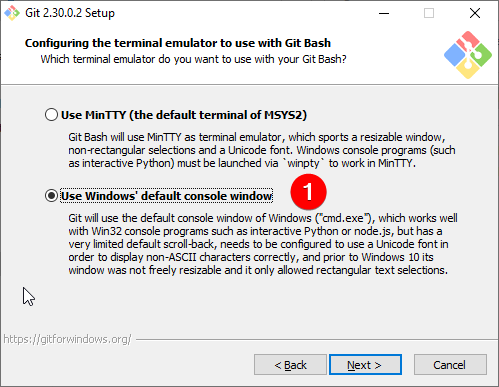 Git 2.30.0.2 Setup
Configuring the terminal emulator to use with Git Bash
Which terminal emulator do you want to use with your Git Bash?
Use MinTTY (the default terminal of MSYS2)
Git Bash will use MinTTY as terminal emulator, which sports a resizable window,
non-rectangular selections and a Unicode font. Windows console programs (such
as interactive Python) must be launched via `winpty` to work in MinTTY.
Use Windows' default console window
1
Git will use the default console window of Windows ("cmd.exe"), which works well
with Win32 console programs such as interactive Python or node.js, but has a
very limited default scroll-back, needs to be configured to use a Unicode font in
order to display non-ASCII characters correctly, and prior to Windows 10 its
window was not freely resizable and it only allowed rectangular text selections.
https://gitforwindows.org/
< Back
Next >
Cancel